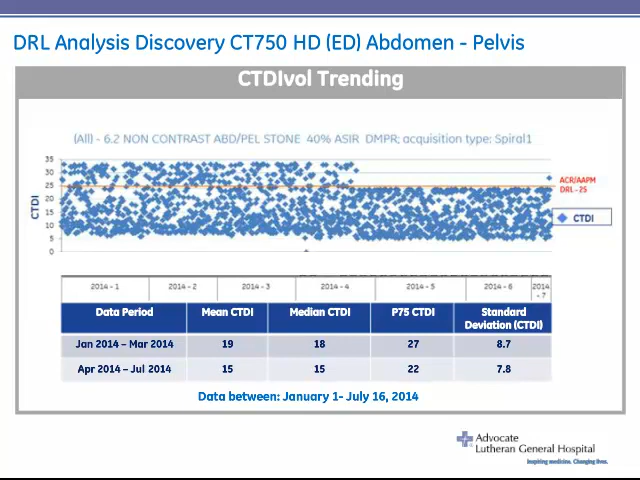 DRL Analysis Discovery CT750 HD (ED) Abdomen - Pelvis
CTDIvol Trending
(All) - 6.2 NON CONTRAST ABD/PEL STONE 40% ASIR DMPR; acquisition type: Spiral1
CTDI
35
30
25
20
15
10
5
0
ACR/AAPM
DRL - 25
CTDI
2014 - 1 2014 - 2 2014 - 3 2014 - 4 2014 - 5 2014 - 6 2014 - 7
Data Period Mean CTDI Median CTDI P75 CTDI Standard Deviation (CTDI)
Jan 2014 – Mar 2014 19 18 27 8.7
Apr 2014 – Jul 2014 15 15 22 7.8
Data between: January 1- July 16, 2014
Advocate
Lutheran General Hospital
Inspiring medicine. Changing lives.